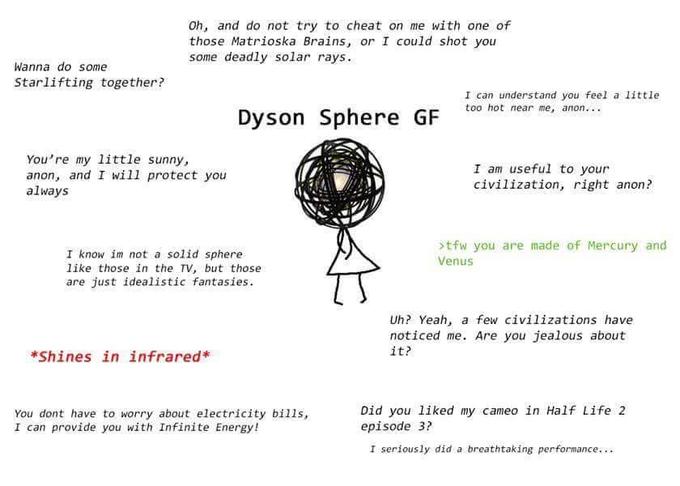 Oh, and do not try to cheat on me with one of
those Matrioska Brains, or I could shot you
some deadly solar rays.
Wanna do some
Starlifting together?
I can understand you feel a little
too hot near me, anon...
Dyson Sphere GF
You're my little sunny,
anon, and I will protect you
always
I am useful to your
civilization, right anon?
I know im not a solid sphere
like those in the TV, but those
are just idealistic fantasies.
>tfw you are made of Mercury and
Venus
Uh? Yeah, a few civilizations have
noticed me. Are you jealous about
it?
*Shines in infrared*
You dont have to worry about electricity bills,
I can provide you with Infinite Energy!
Did you liked my cameo in Half Life 2
episode 3?
I seriously did a breathtaking performance...